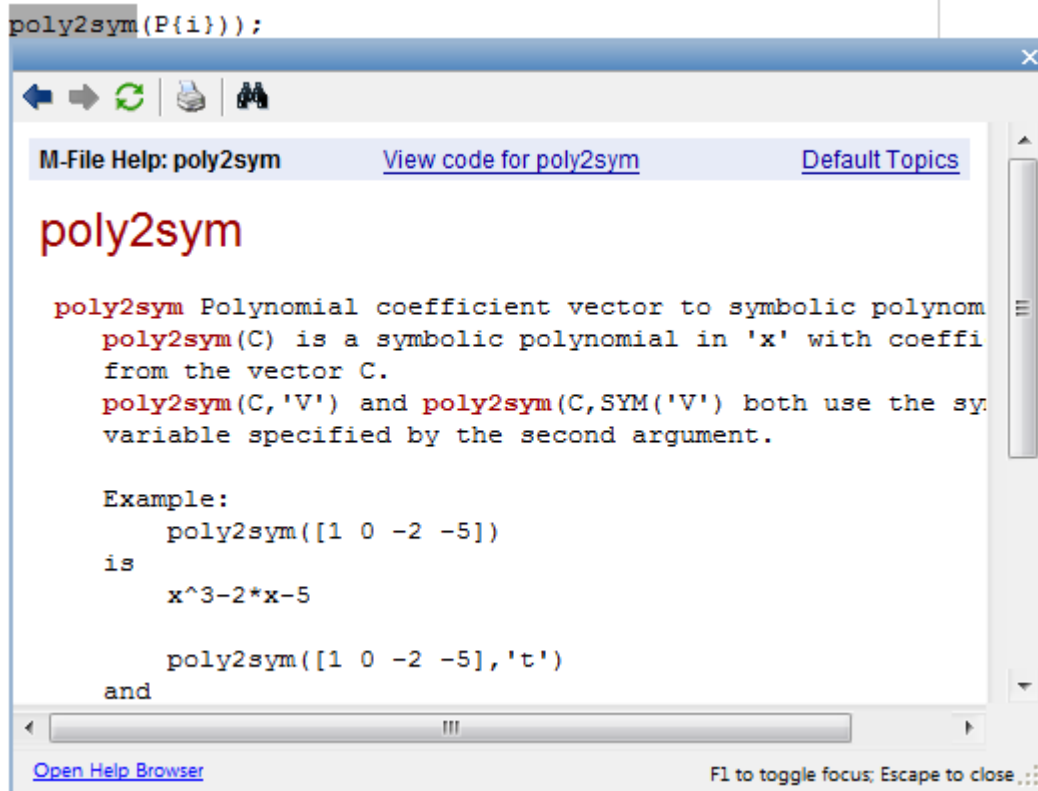 poly2sym(P{i}));
M-File Help: poly2sym View code for poly2sym Default Topics
poly2sym
poly2sym Polynomial coefficient vector to symbolic polynom
poly2sym(C) is a symbolic polynomial in 'x' with coeffi
from the vector C.
poly2sym(C,'V') and poly2sym(C,SYM('V') both use the sy
variable specified by the second argument.
Example:
poly2sym([1 0 -2 -5])
is
x^3-2*x-5
poly2sym([1 0 -2 -5],'t')
and
Open Help Browser F1 to toggle focus; Escape to close